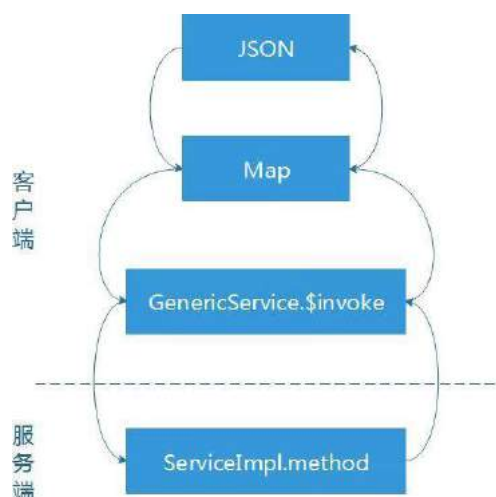 JSON
Map
客户端
GenericService.$invoke
服务端
ServiceImpl.method